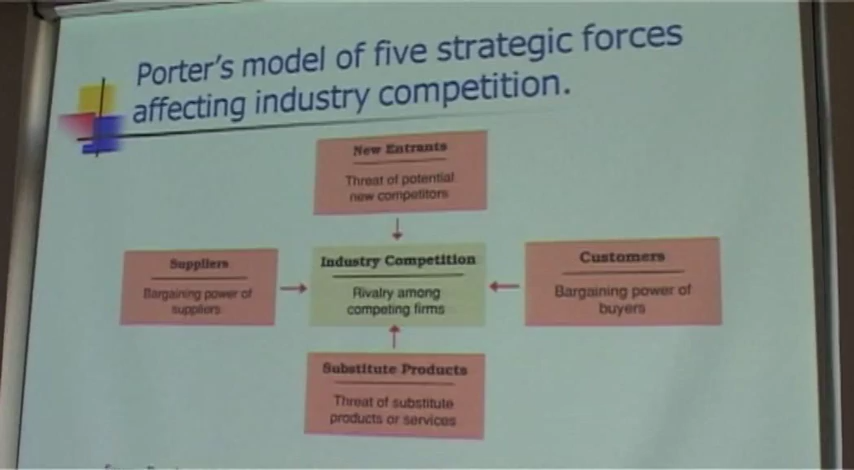 Porter's model of five strategic forces
affecting industry competition.
New Entrants
Threat of potential
new competitors
Suppliers
Bargaining power of
suppliers
Industry Competition
Rivalry among
competing firms
Customers
Bargaining power of
buyers
Substitute Products
Threat of substitute
products or services